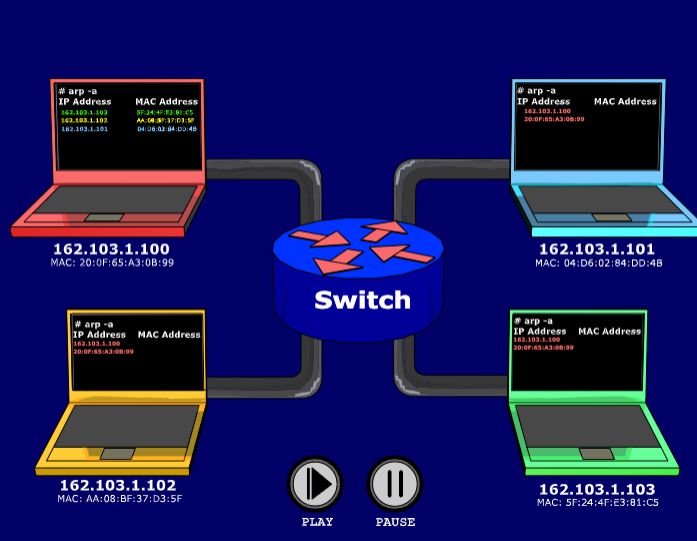 # arp -a
IP Address MAC Address
162.103.1.103 5F:24:4F:E3:81:C5
162.103.1.102 AA:08:BF:37:D3:5F
162.103.1.101 04:D6:02:84:DD:4B
162.103.1.100
MAC: 20:0F:65:A3:0B:99
# arp -a
IP Address MAC Address
162.103.1.100
20:0F:65:A3:0B:99
162.103.1.101
MAC: 04:D6:02:84:DD:4B
Switch
# arp -a
IP Address MAC Address
162.103.1.100
20:0F:65:A3:0B:99
162.103.1.102
MAC: AA:08:BF:37:D3:5F
# arp -a
IP Address MAC Address
162.103.1.100
20:0F:65:A3:0B:99
162.103.1.103
MAC: 5F:24:4F:E3:81:C5
PLAY PAUSE